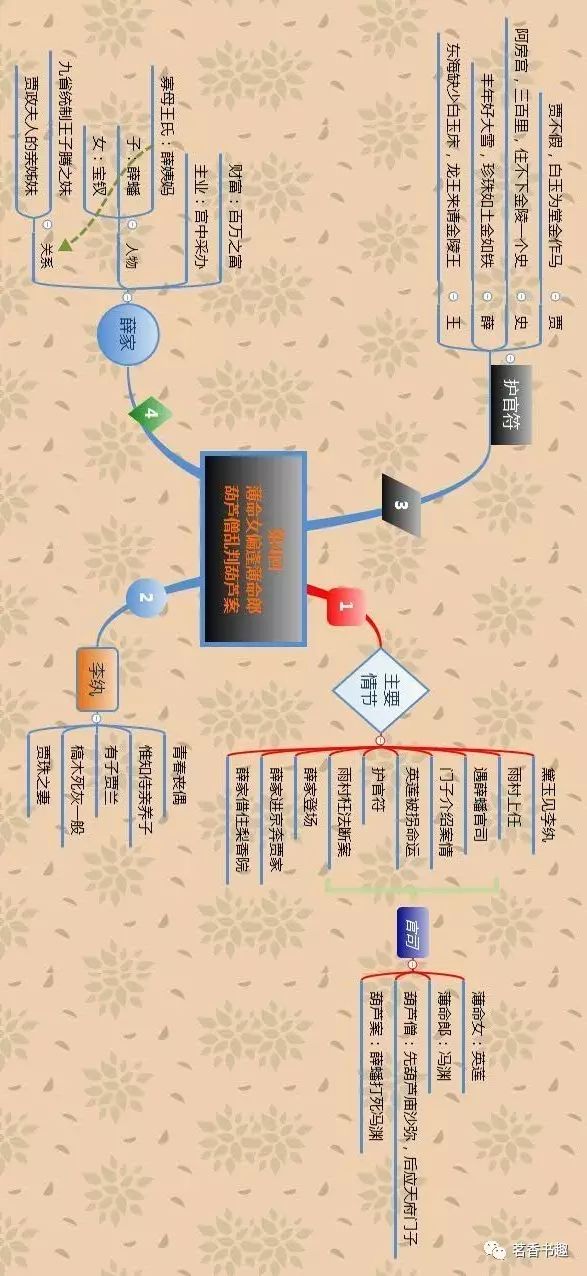 第4回
薄命女偏逢薄命郎
葫芦僧乱判葫芦案
1
主要
情节
黛玉见李纨
雨村上任
遇薛蟠官司
门子介绍案情
英莲被拐命运
护官符
雨村枉法断案
薛家登场
薛家进京奔贾家
薛家借住梨香院
官司
薄命女：英莲
薄命郎：冯渊
葫芦僧：先葫芦庙沙弥，后应天府门子
葫芦案：薛蟠打死冯渊
2
李纨
青春丧偶
惟知侍亲养子
有子贾兰
槁木死灰一般
贾珠之妻
3
护官符
贾
贾不假，白玉为堂金作马
史
阿房宫，三百里，住不下金陵一个史
薛
丰年好大雪，珍珠如土金如铁
王
东海缺少白玉床，龙王来请金陵王
4
薛家
财富：百万之富
主业：宫中采办
人物
寡母王氏：薛姨妈
子：薛蟠
女：宝钗
关系
九省统制王子腾之妹
贾政夫人的亲姊妹
茗香书趣